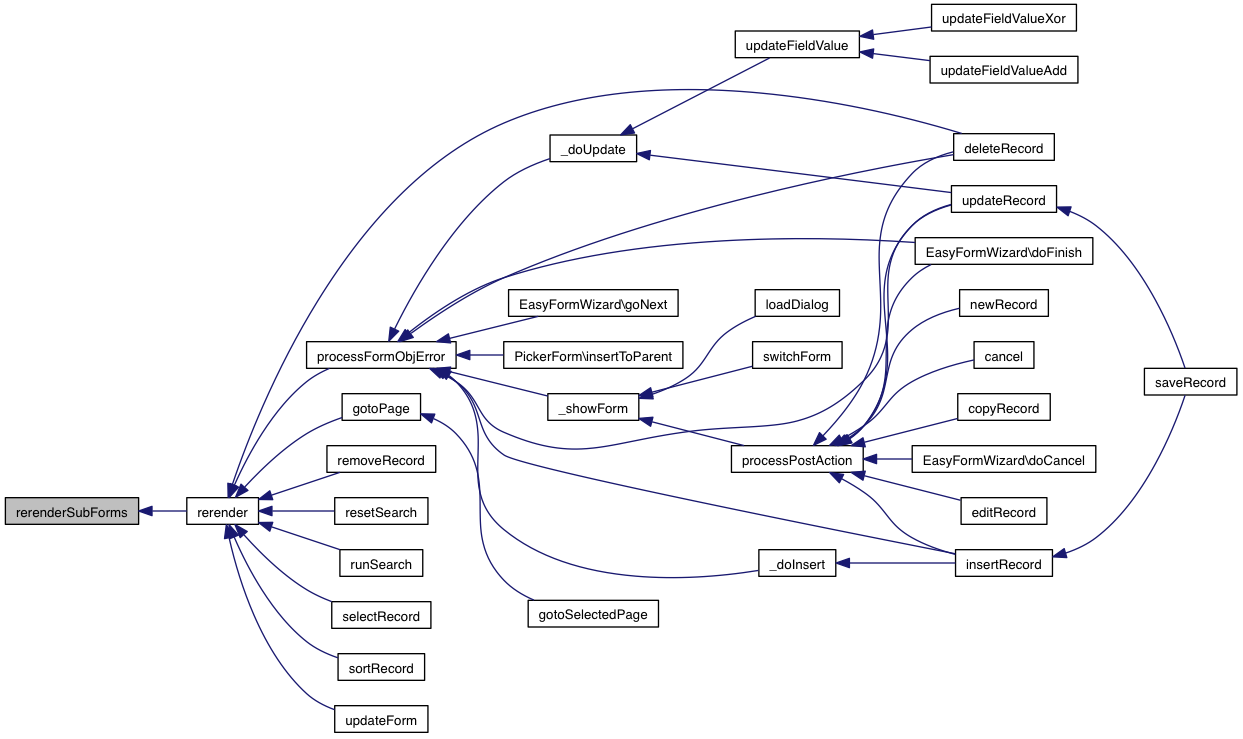 updateFieldValueXor
updateFieldValue
updateFieldValueAdd
_doUpdate
deleteRecord
updateRecord
EasyFormWizard\doFinish
EasyFormWizard\goNext
loadDialog
newRecord
processFormObjError
PickerForm\insertToParent
switchForm
cancel
saveRecord
gotoPage
_showForm
copyRecord
removeRecord
processPostAction
EasyFormWizard\doCancel
rerenderSubForms
rerender
resetSearch
editRecord
runSearch
_doInsert
insertRecord
selectRecord
gotoSelectedPage
sortRecord
updateForm